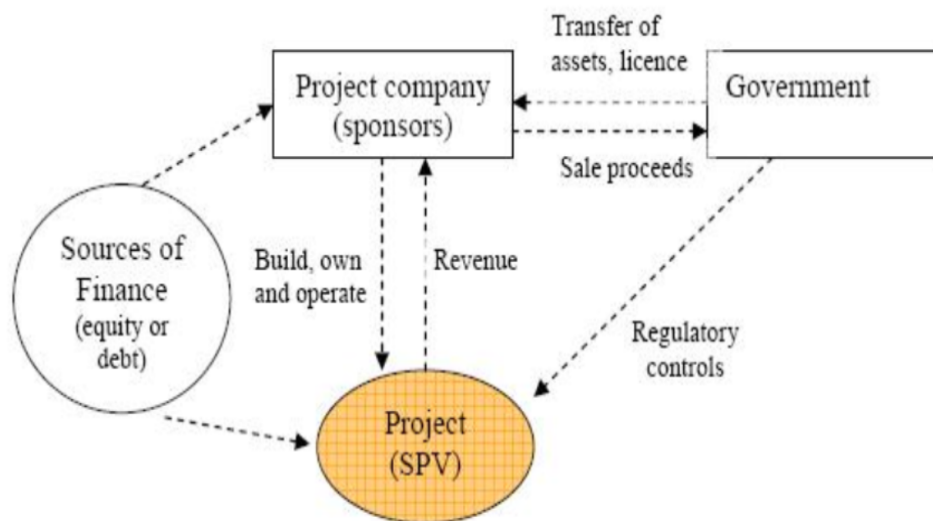 Transfer of
assets, licence
Project company
(sponsors)
Government
Sale proceeds
Sources of
Finance
(equity or
debt)
Build, own
and operate
Revenue
Regulatory
controls
Project
(SPV)